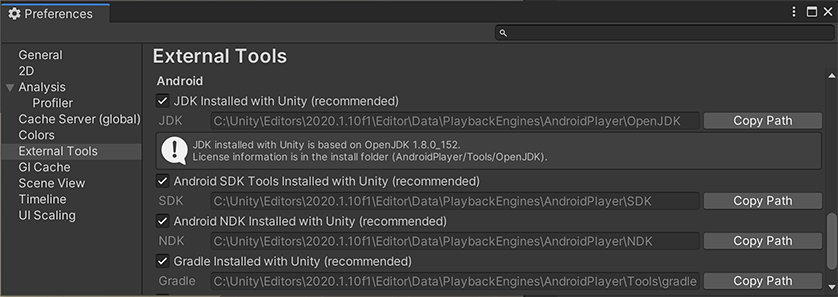 Preferences
External Tools
General
2D
Analysis
Profiler
Cache Server (global)
Colors
External Tools
GI Cache
Scene View
Timeline
UI Scaling
Android
JDK Installed with Unity (recommended)
JDK C:\Unity\Editors\2020.1.10f1\Editor\Data\PlaybackEngines\AndroidPlayer\OpenJDK Copy Path
JDK installed with Unity is based on OpenJDK 1.8.0_152.
License information is in the install folder (AndroidPlayer/Tools/OpenJDK).
Android SDK Tools Installed with Unity (recommended)
SDK C:\Unity\Editors\2020.1.10f1\Editor\Data\PlaybackEngines\AndroidPlayer\SDK Copy Path
Android NDK Installed with Unity (recommended)
NDK C:\Unity\Editors\2020.1.10f1\Editor\Data\PlaybackEngines\AndroidPlayer\NDK Copy Path
Gradle Installed with Unity (recommended)
Gradle C:\Unity\Editors\2020.1.10f1\Editor\Data\PlaybackEngines\AndroidPlayer\Tools\gradle Copy Path